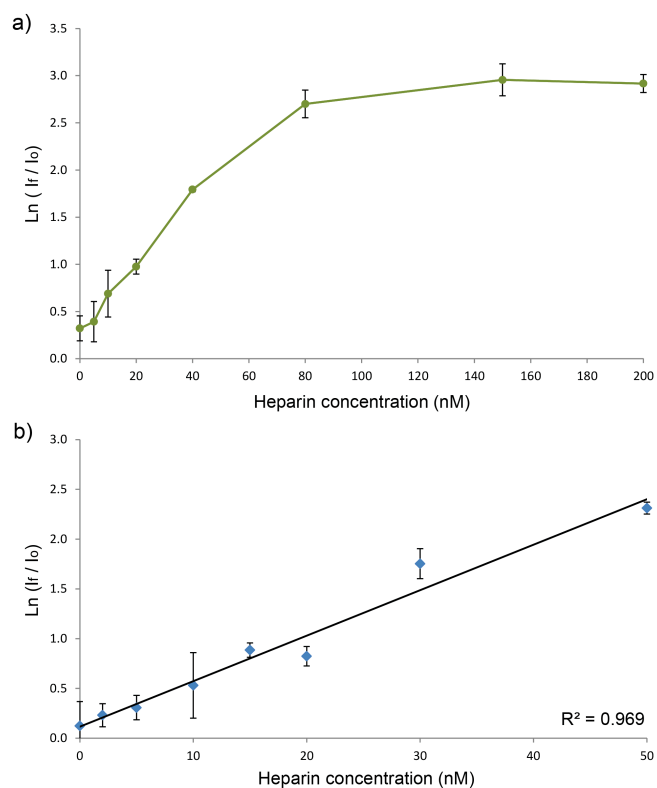 a)
3.5
3.0
2.5
2.0
1.5
1.0
0.5
0.0
Ln ( If / Io)
0 20 40 60 80 100 120 140 160 180 200
Heparin concentration (nM)
b)
3.0
2.5
2.0
1.5
1.0
0.5
0.0
Ln (If / Io)
R² = 0.969
0 10 20 30 40 50
Heparin concentration (nM)